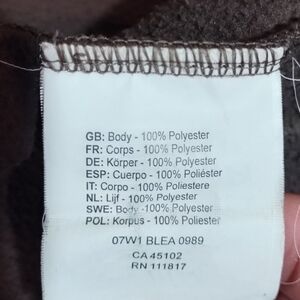 GB: Body - 100% Polyester
FR: Corps - 100% Polyester
DE: Körper - 100% Polyester
ESP: Cuerpo - 100% Poliéster
IT: Corpo - 100% Poliestere
NL: Lijf - 100% Polyester
SWE: Body -100% Polyester
POL: Korpus - 100% Polyester
07W1 BLEA 0989
CA 45102
RN 111817